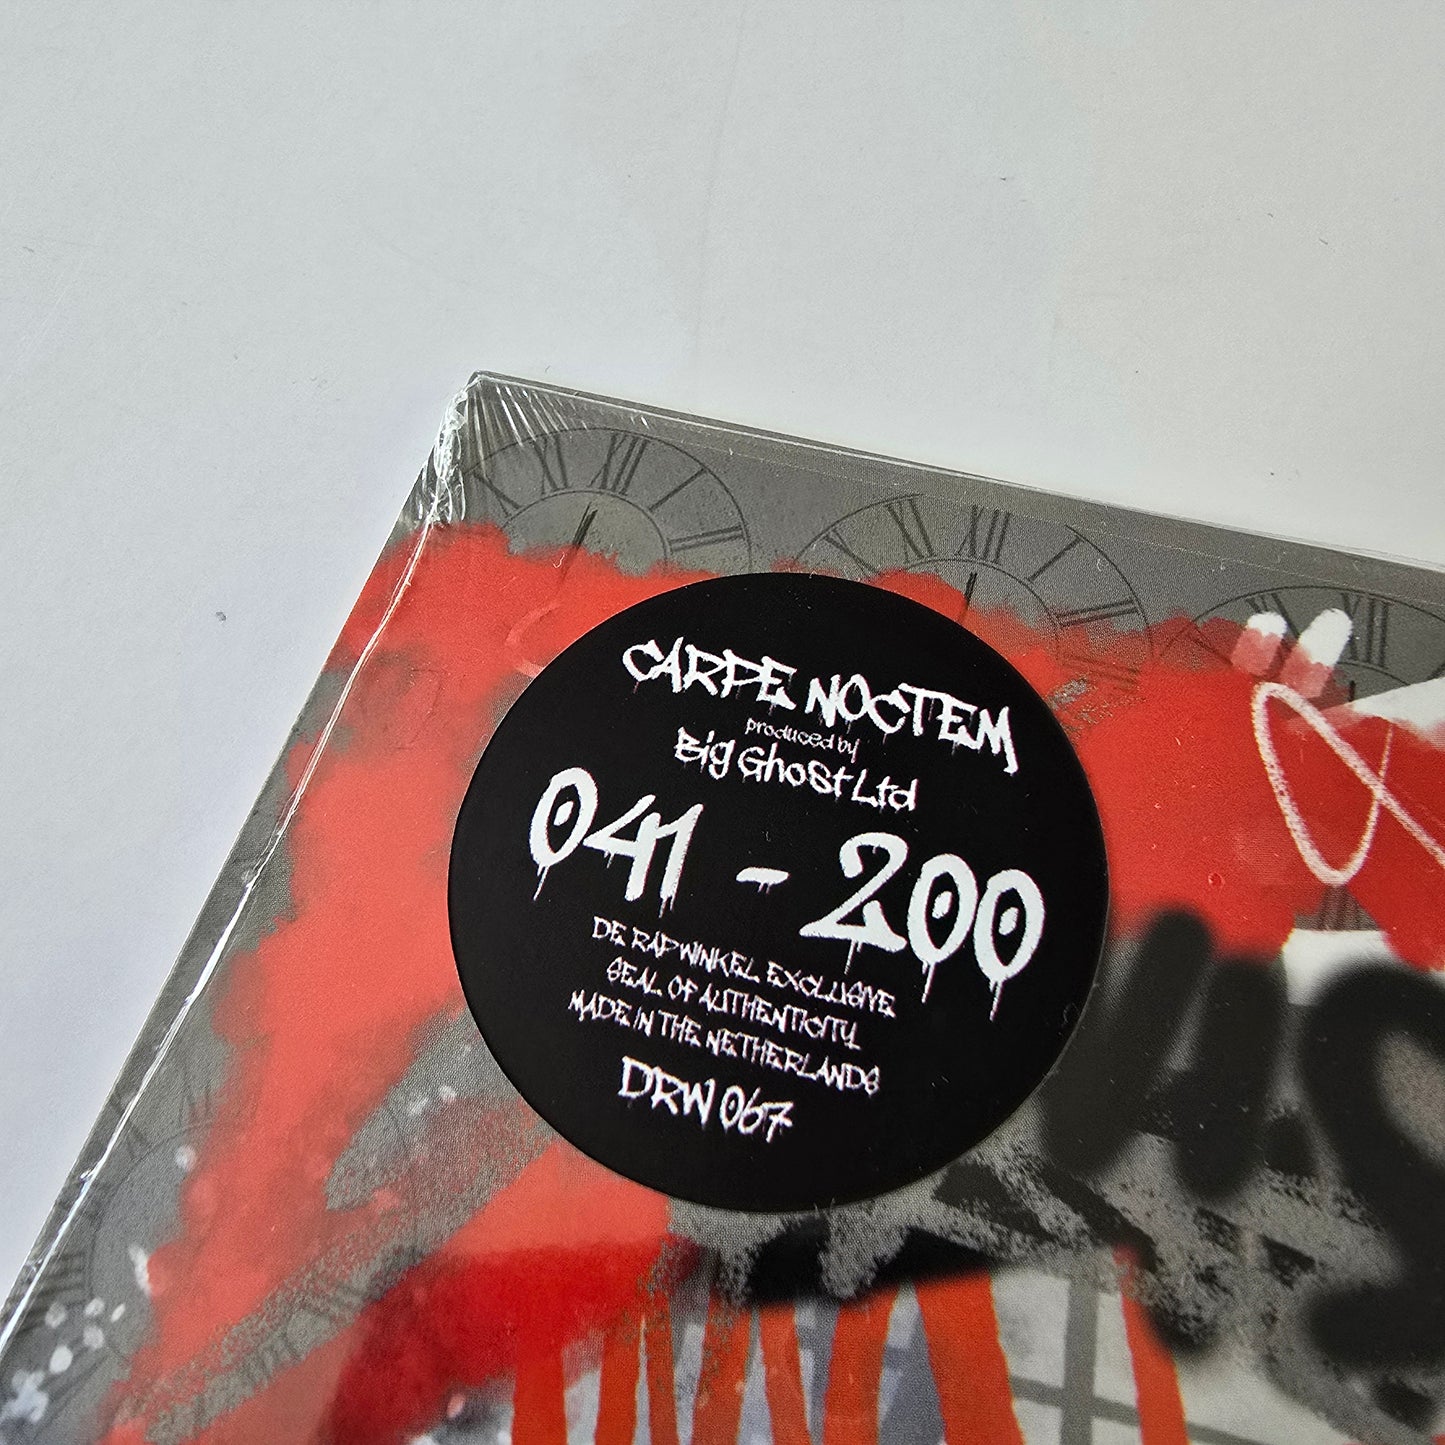 CARPE NOCTEM
produced by
Big GhoSt Ltd
041 - 200
DE RAPWINKEL EXCLUSIVE
SEAL OF AUTHENTICITY
MADE IN THE NETHERLANDS
DRW 067